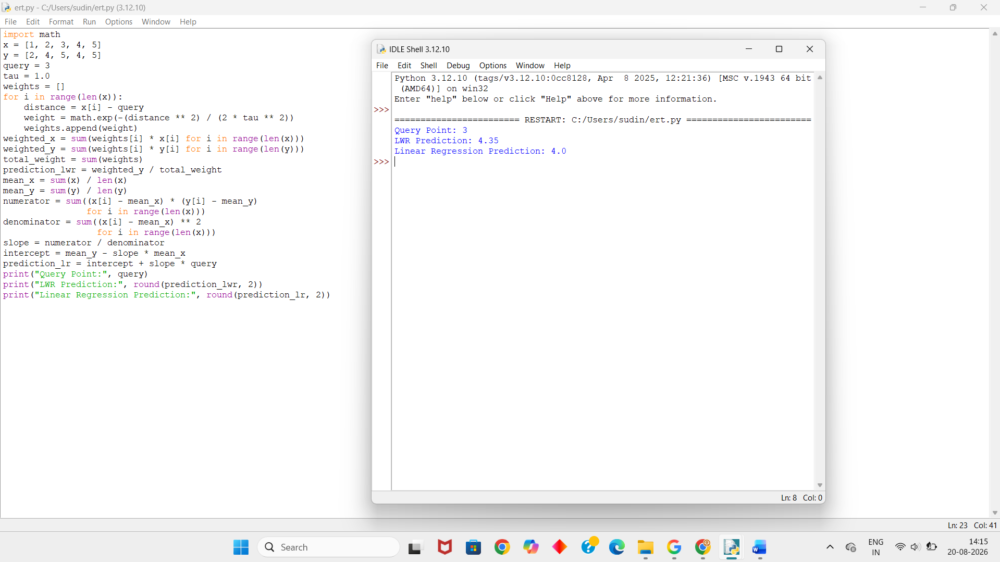 ert.py - C:/Users/sudin/ert.py (3.12.10)
File Edit Format Run Options Window Help
import math
x = [1, 2, 3, 4, 5]
y = [2, 4, 5, 4, 5]
query = 3
tau = 1.0
weights = []
for i in range(len(x)):
    distance = x[i] - query
    weight = math.exp(-(distance ** 2) / (2 * tau ** 2))
    weights.append(weight)
weighted_x = sum(weights[i] * x[i] for i in range(len(x)))
weighted_y = sum(weights[i] * y[i] for i in range(len(y)))
total_weight = sum(weights)
prediction_lwr = weighted_y / total_weight
mean_x = sum(x) / len(x)
mean_y = sum(y) / len(y)
numerator = sum((x[i] - mean_x) * (y[i] - mean_y)
                for i in range(len(x)))
denominator = sum((x[i] - mean_x) ** 2
                  for i in range(len(x)))
slope = numerator / denominator
intercept = mean_y - slope * mean_x
prediction_lr = intercept + slope * query
print("Query Point:", query)
print("LWR Prediction:", round(prediction_lwr, 2))
print("Linear Regression Prediction:", round(prediction_lr, 2))
IDLE Shell 3.12.10
File Edit Shell Debug Options Window Help
Python 3.12.10 (tags/v3.12.10:0cc8128, Apr  8 2025, 12:21:36) [MSC v.1943 64 bit
 (AMD64)] on win32
Enter "help" below or click "Help" above for more information.
>>>
======================== RESTART: C:/Users/sudin/ert.py ========================
Query Point: 3
LWR Prediction: 4.35
Linear Regression Prediction: 4.0
>>>
Ln: 8 Col: 0
Ln: 23 Col: 41
Search
ENG
IN
14:15
20-08-2026